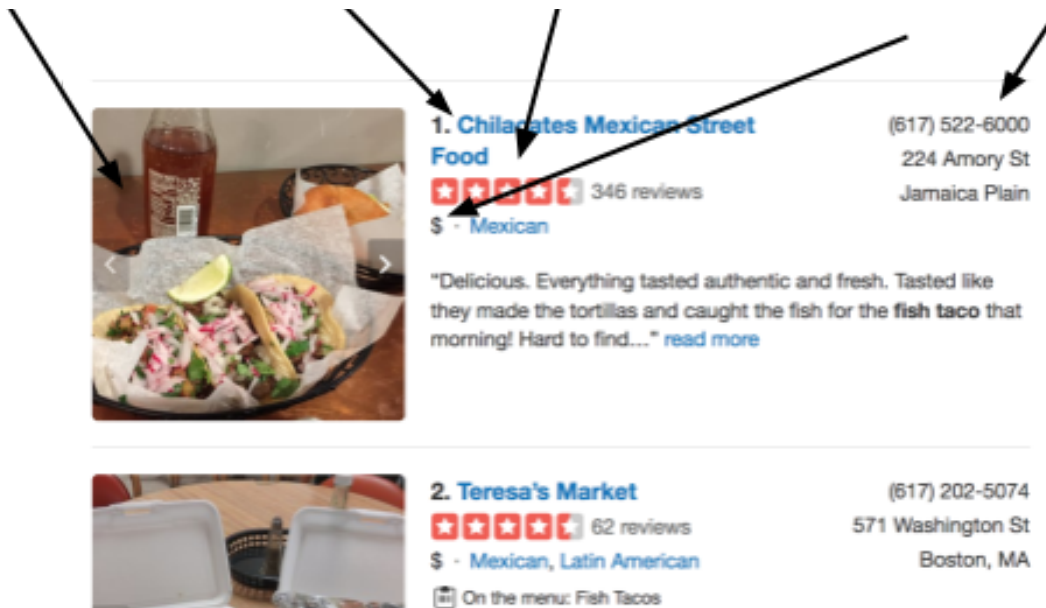 1. Chilacates Mexican Street
Food
346 reviews
$ · Mexican
(617) 522-6000
224 Amory St
Jamaica Plain
"Delicious. Everything tasted authentic and fresh. Tasted like
they made the tortillas and caught the fish for the fish taco that
morning! Hard to find..." read more
2. Teresa's Market
62 reviews
$ · Mexican, Latin American
On the menu: Fish Tacos
(617) 202-5074
571 Washington St
Boston, MA